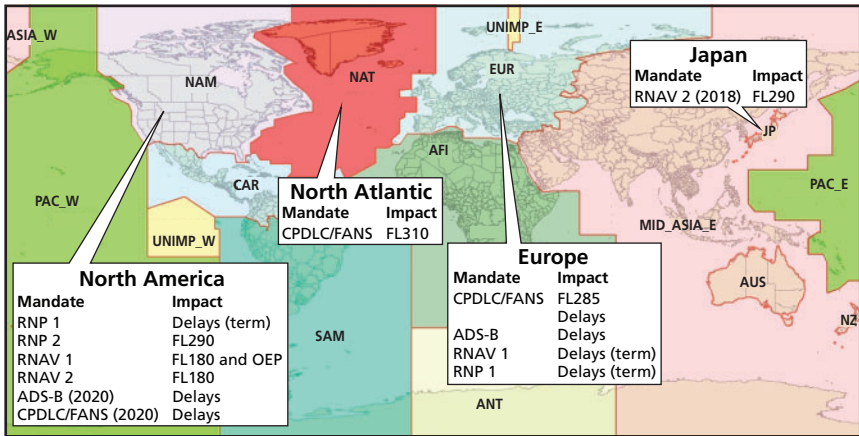 ASIA_W
UNIMP_E
NAM
NAT
EUR
Japan
Mandate Impact
RNAV 2 (2018) FL290
JP
AFI
CAR
PAC_W
PAC_E
North Atlantic
Mandate Impact
CPDLC/FANS FL310
UNIMP_W
MID_ASIA_E
North America
Mandate Impact
RNP 1 Delays (term)
RNP 2 FL290
RNAV 1 FL180 and OEP
RNAV 2 FL180
ADS-B (2020) Delays
CPDLC/FANS (2020) Delays
Europe
Mandate Impact
CPDLC/FANS FL285
Delays
ADS-B Delays
RNAV 1 Delays (term)
RNP 1 Delays (term)
AUS
NZ
SAM
ANT